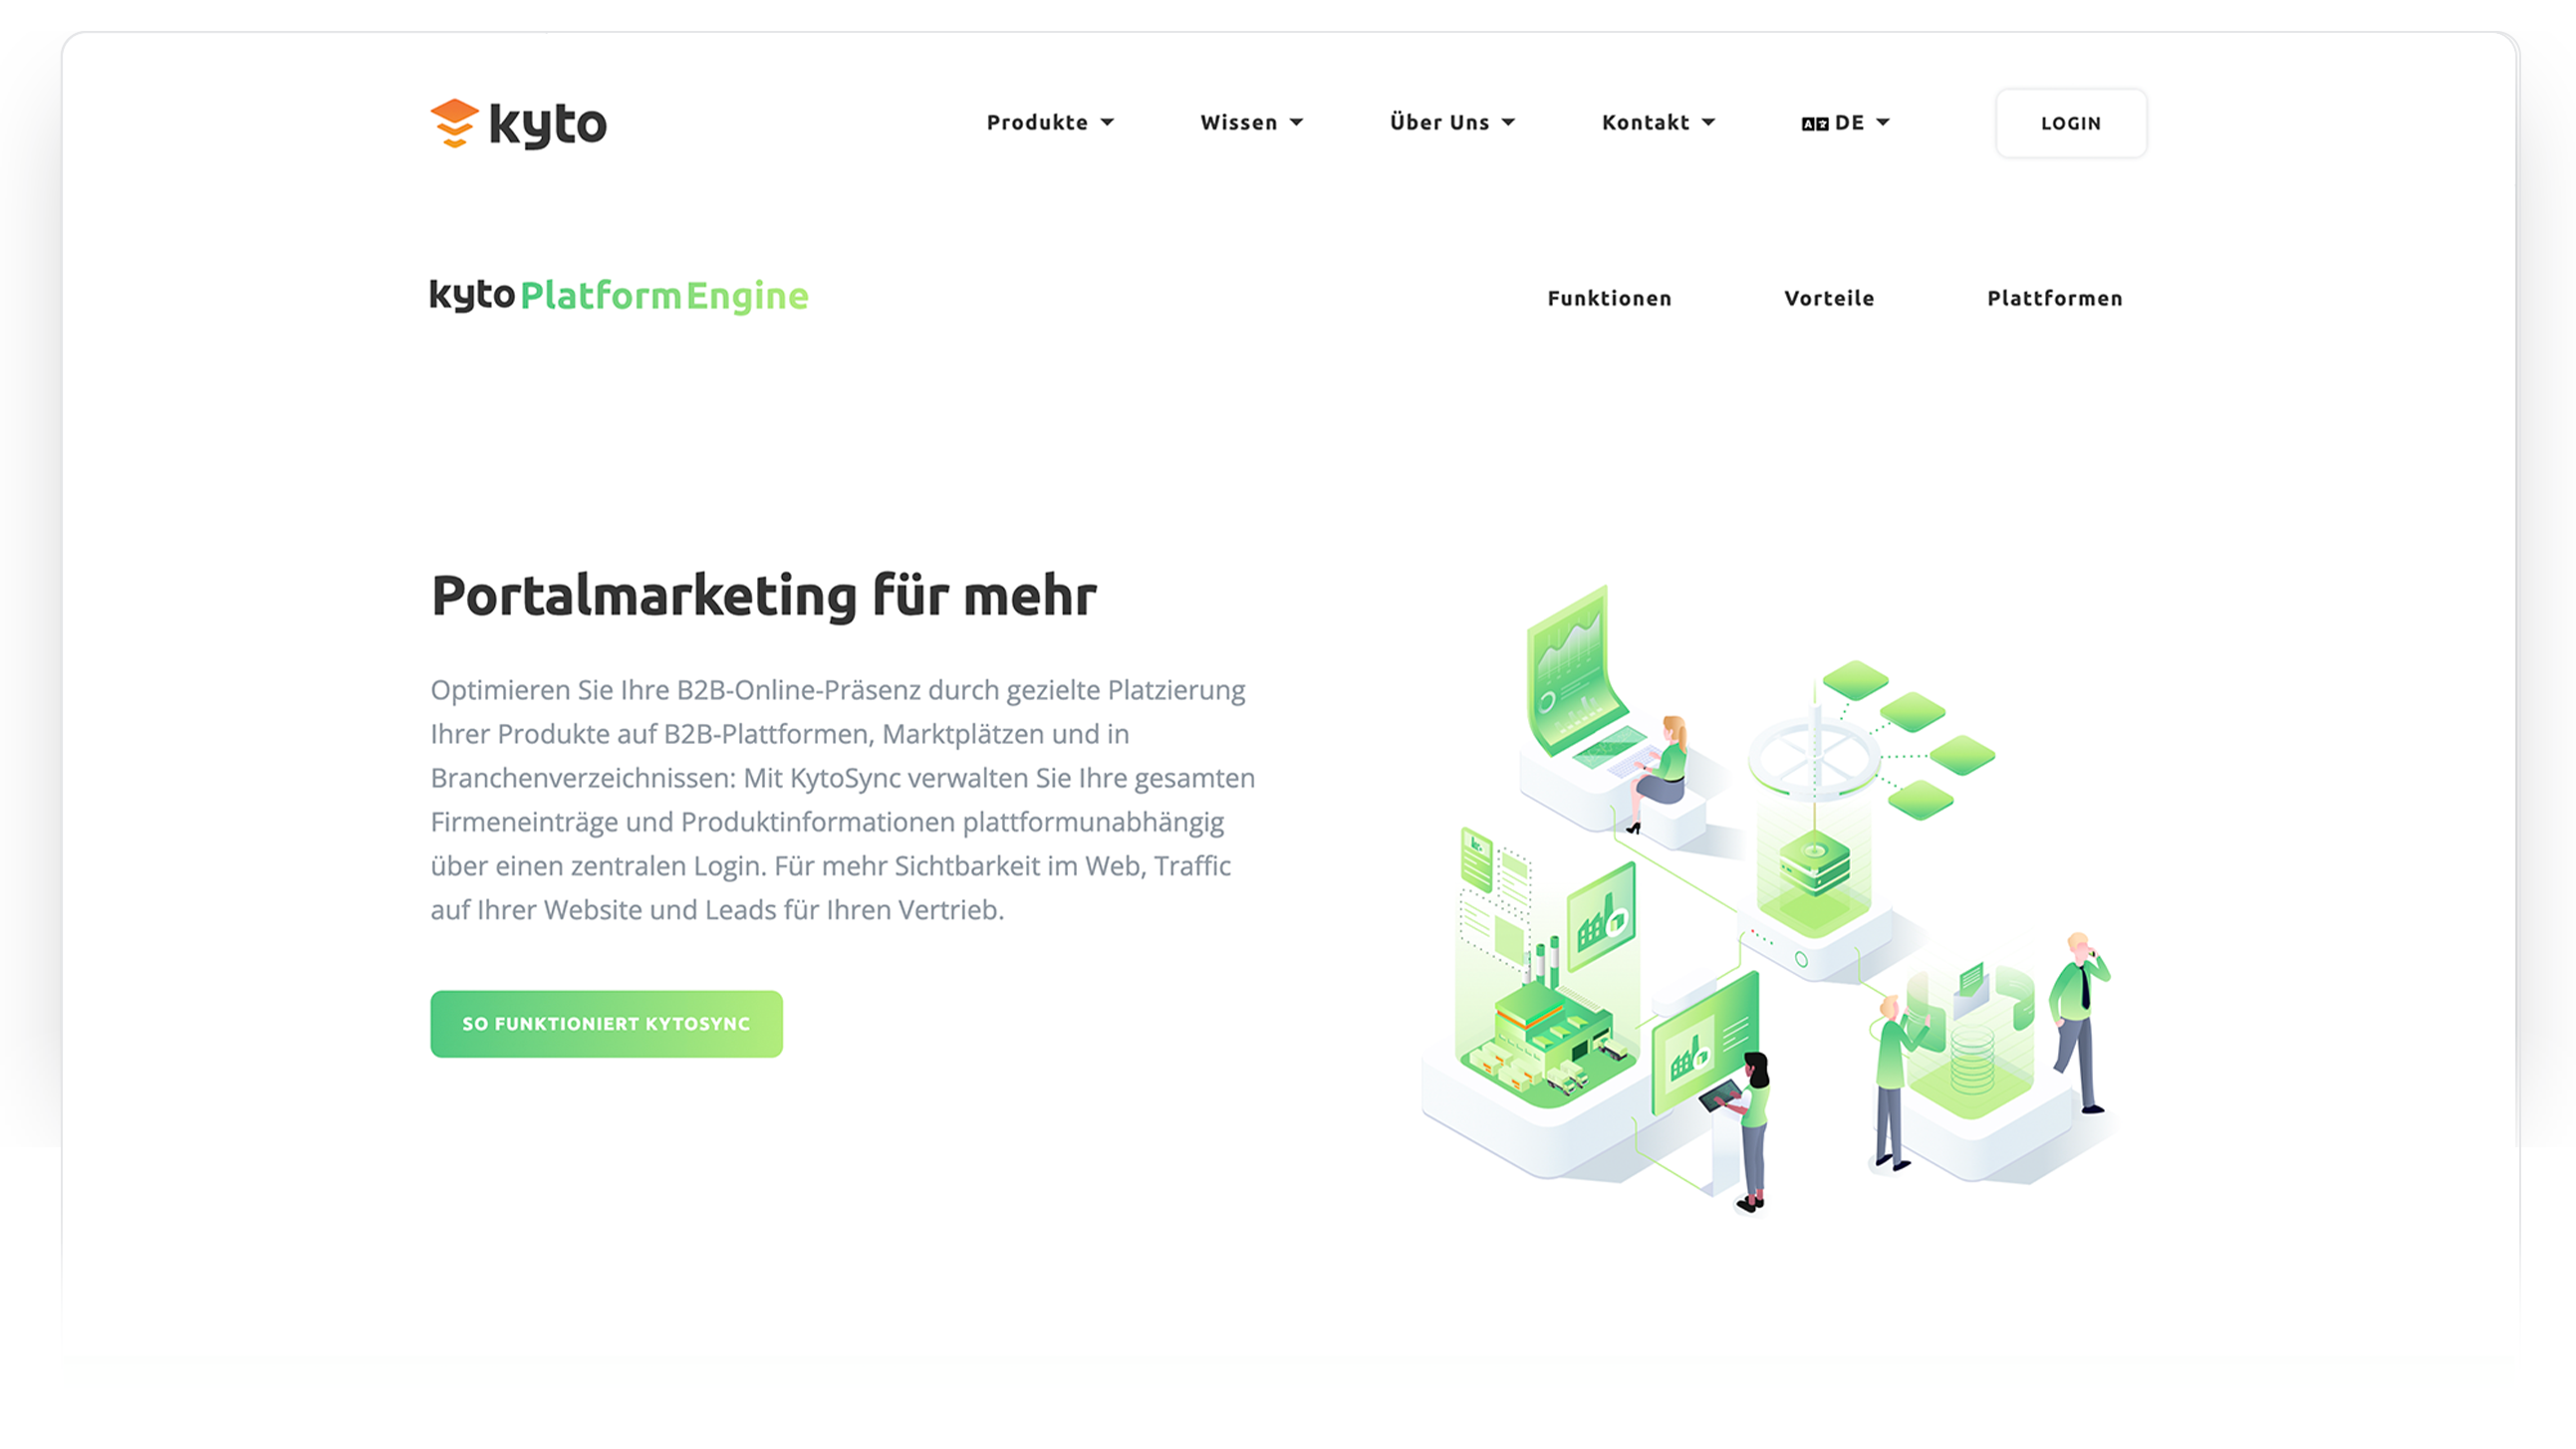 kyto
Produkte
Wissen
Über Uns
Kontakt
DE
LOGIN
kyto PlatformEngine
Funktionen
Vorteile
Plattformen
Portalmarketing für mehr
Optimieren Sie Ihre B2B-Online-Präsenz durch gezielte Platzierung
Ihrer Produkte auf B2B-Plattformen, Marktplätzen und in
Branchenverzeichnissen: Mit KytoSync verwalten Sie Ihre gesamten
Firmeneinträge und Produktinformationen plattformunabhängig
über einen zentralen Login. Für mehr Sichtbarkeit im Web, Traffic
auf Ihrer Website und Leads für Ihren Vertrieb.
SO FUNKTIONIERT KYTOSYNC